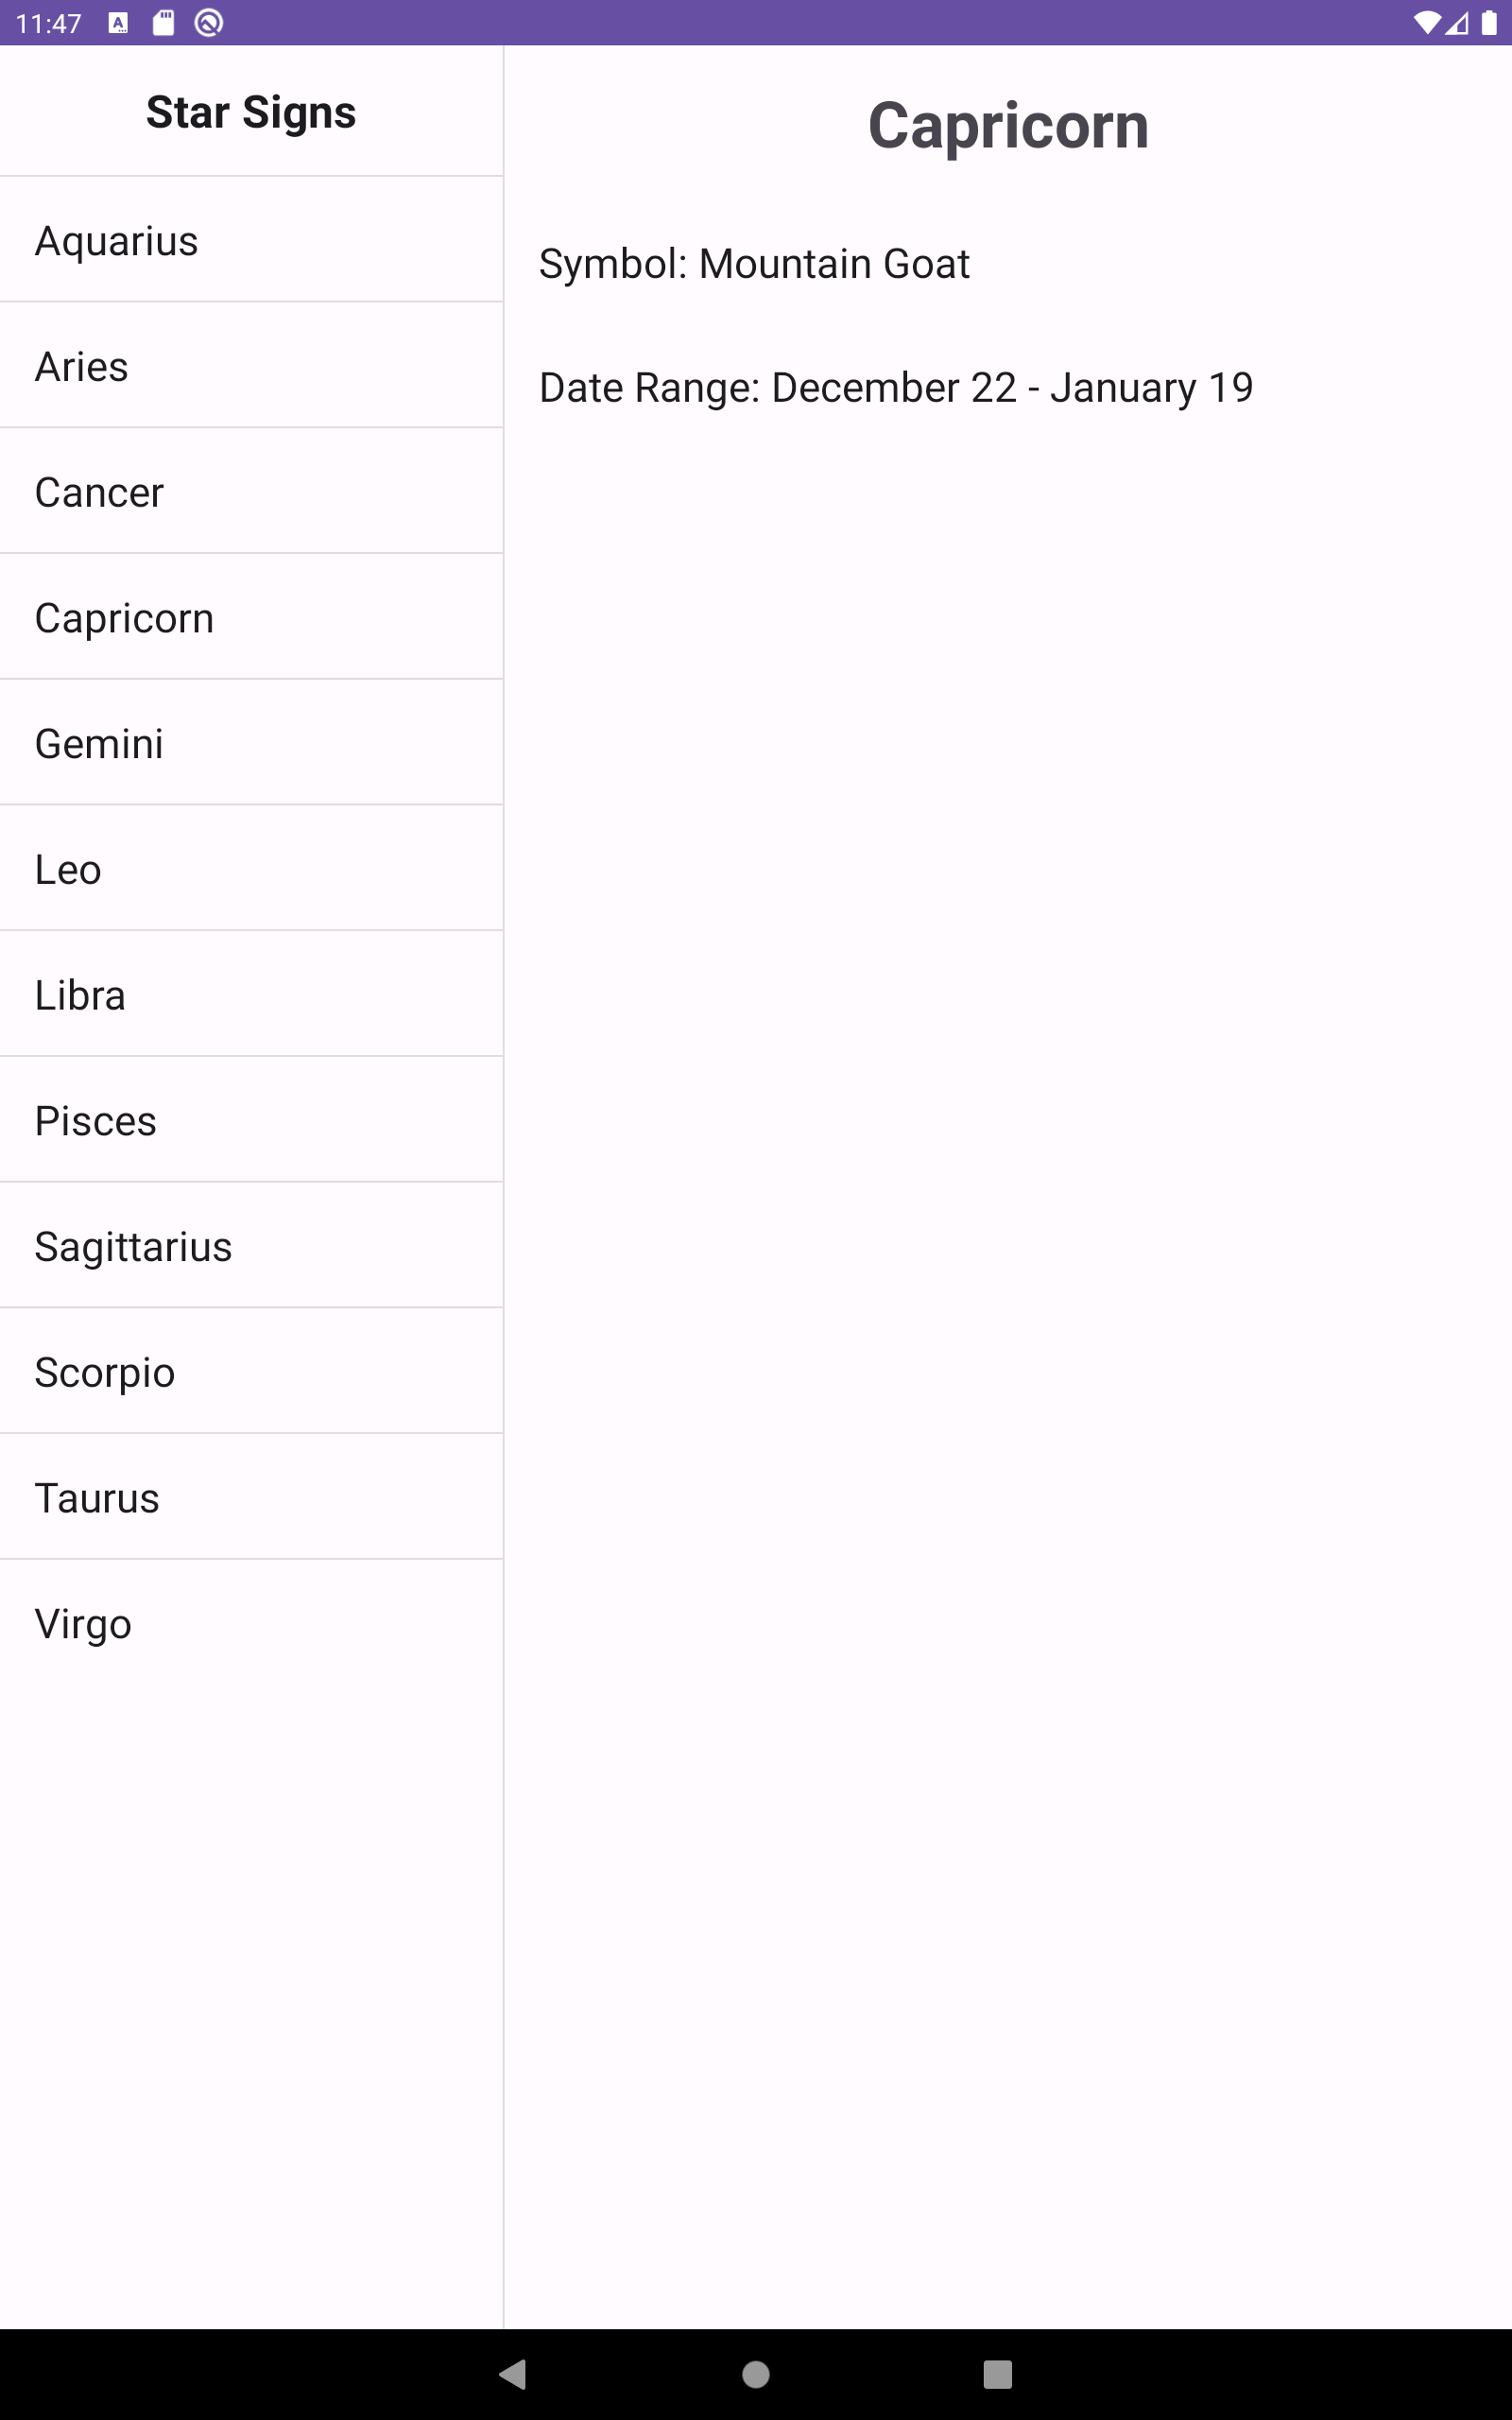 11:47
Star Signs
Aquarius
Aries
Cancer
Capricorn
Gemini
Leo
Libra
Pisces
Sagittarius
Scorpio
Taurus
Virgo
Capricorn
Symbol: Mountain Goat
Date Range: December 22 - January 19